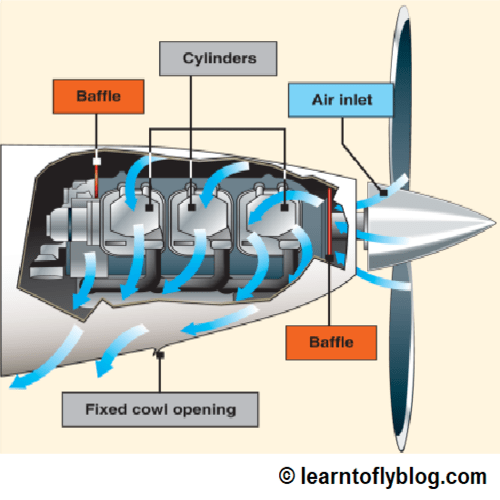 Cylinders
Baffle
Air inlet
Baffle
Fixed cowl opening
© learntoflyblog.com